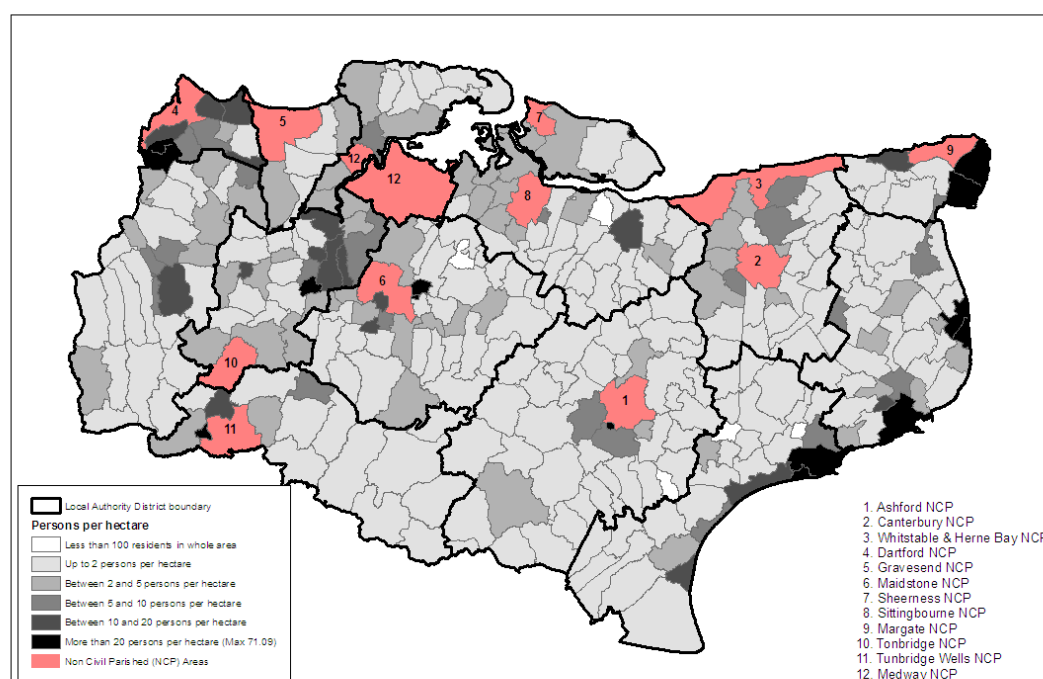 4
5
12
12
7
8
3
9
2
6
10
11
1
Local Authority District boundary
Persons per hectare
Less than 100 residents in whole area
Up to 2 persons per hectare
Between 2 and 5 persons per hectare
Between 5 and 10 persons per hectare
Between 10 and 20 persons per hectare
More than 20 persons per hectare (Max 71.09)
Non Civil Parished (NCP) Areas
1. Ashford NCP
2. Canterbury NCP
3. Whitstable & Herne Bay NCP
4. Dartford NCP
5. Gravesend NCP
6. Maidstone NCP
7. Sheerness NCP
8. Sittingbourne NCP
9. Margate NCP
10. Tonbridge NCP
11. Tunbridge Wells NCP
12. Medway NCP